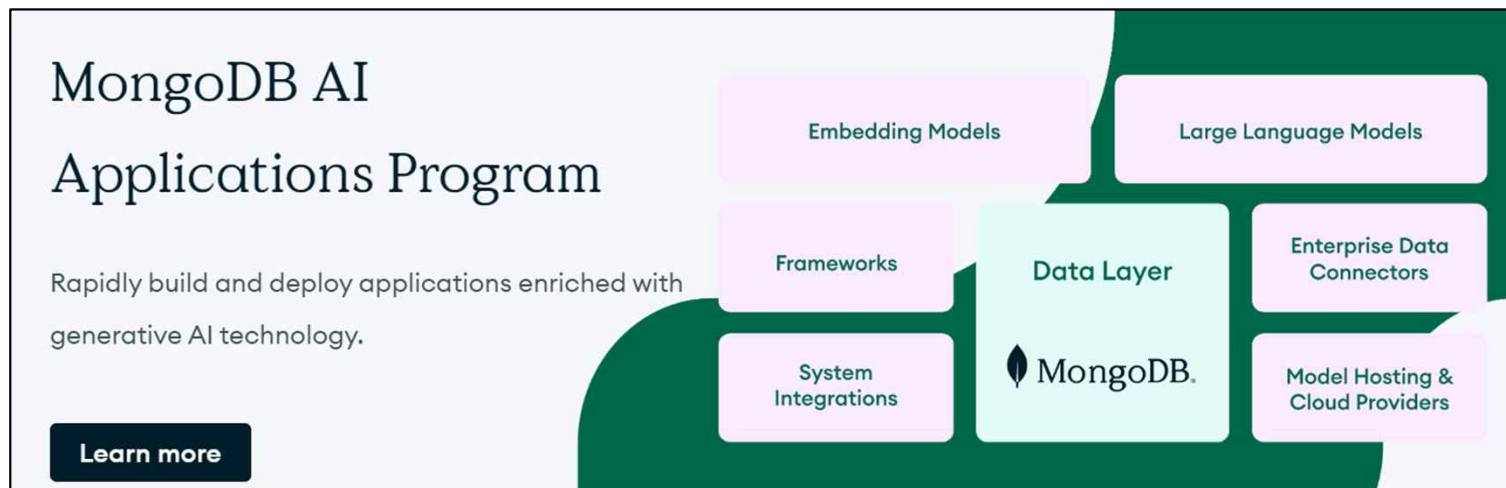 MongoDB AI
Applications Program
Rapidly build and deploy applications enriched with
generative AI technology.
Learn more
Embedding Models
Large Language Models
Frameworks
Data Layer
MongoDB.
Enterprise Data
Connectors
System
Integrations
Model Hosting &
Cloud Providers